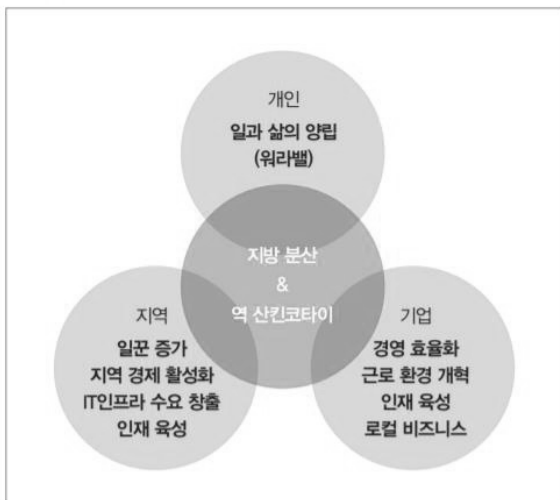 개인
일과 삶의 양립
(워라밸)
지방 분산
&
역 산킨코타이
지역
일꾼 증가
지역 경제 활성화
IT인프라 수요 창출
인재 육성
기업
경영 효율화
근로 환경 개혁
인재 육성
로컬 비즈니스